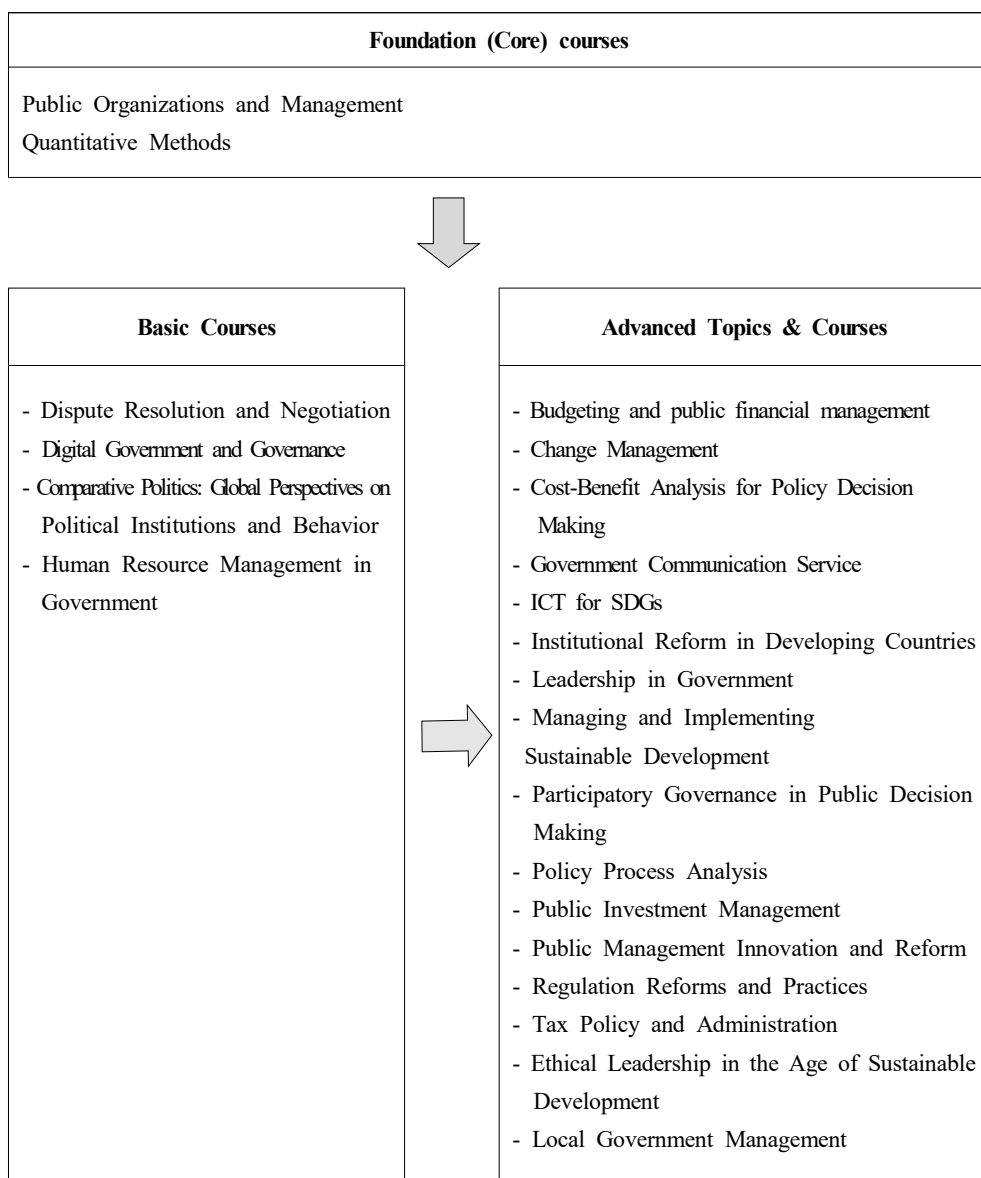 Foundation (Core) courses
Public Organizations and Management
Quantitative Methods
Basic Courses
- Dispute Resolution and Negotiation
- Digital Government and Governance
- Comparative Politics: Global Perspectives on
Political Institutions and Behavior
- Human Resource Management in
Government
Advanced Topics & Courses
- Budgeting and public financial management
- Change Management
- Cost-Benefit Analysis for Policy Decision
Making
- Government Communication Service
- ICT for SDGs
- Institutional Reform in Developing Countries
- Leadership in Government
- Managing and Implementing
Sustainable Development
- Participatory Governance in Public Decision
Making
- Policy Process Analysis
- Public Investment Management
- Public Management Innovation and Reform
- Regulation Reforms and Practices
- Tax Policy and Administration
- Ethical Leadership in the Age of Sustainable
Development
- Local Government Management